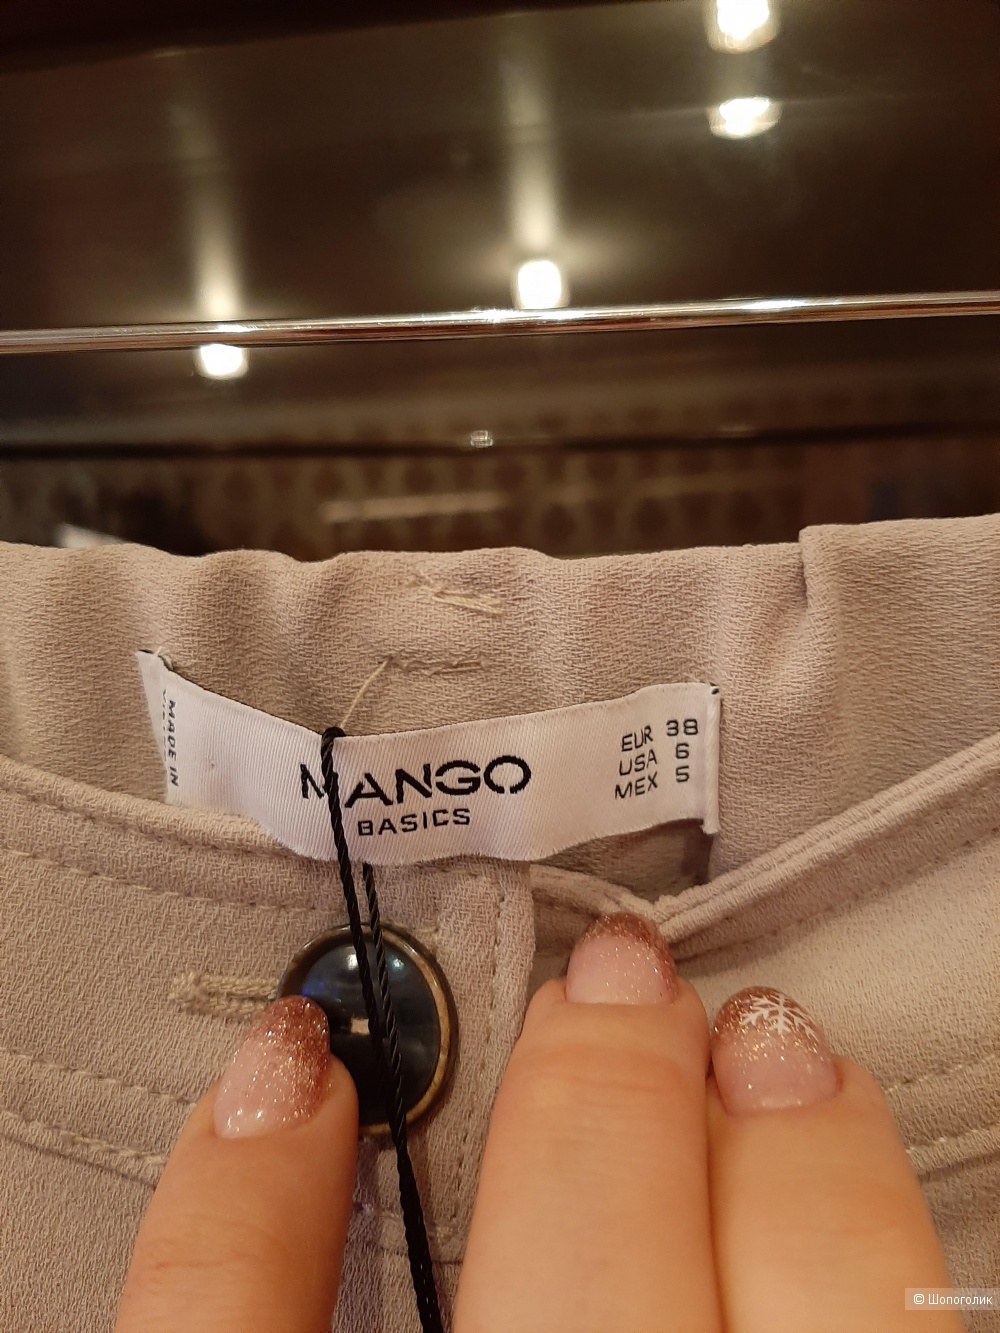 MADE IN
MANGO
BASICS
EUR 38
USA 6
MEX 5
© Шопоголик